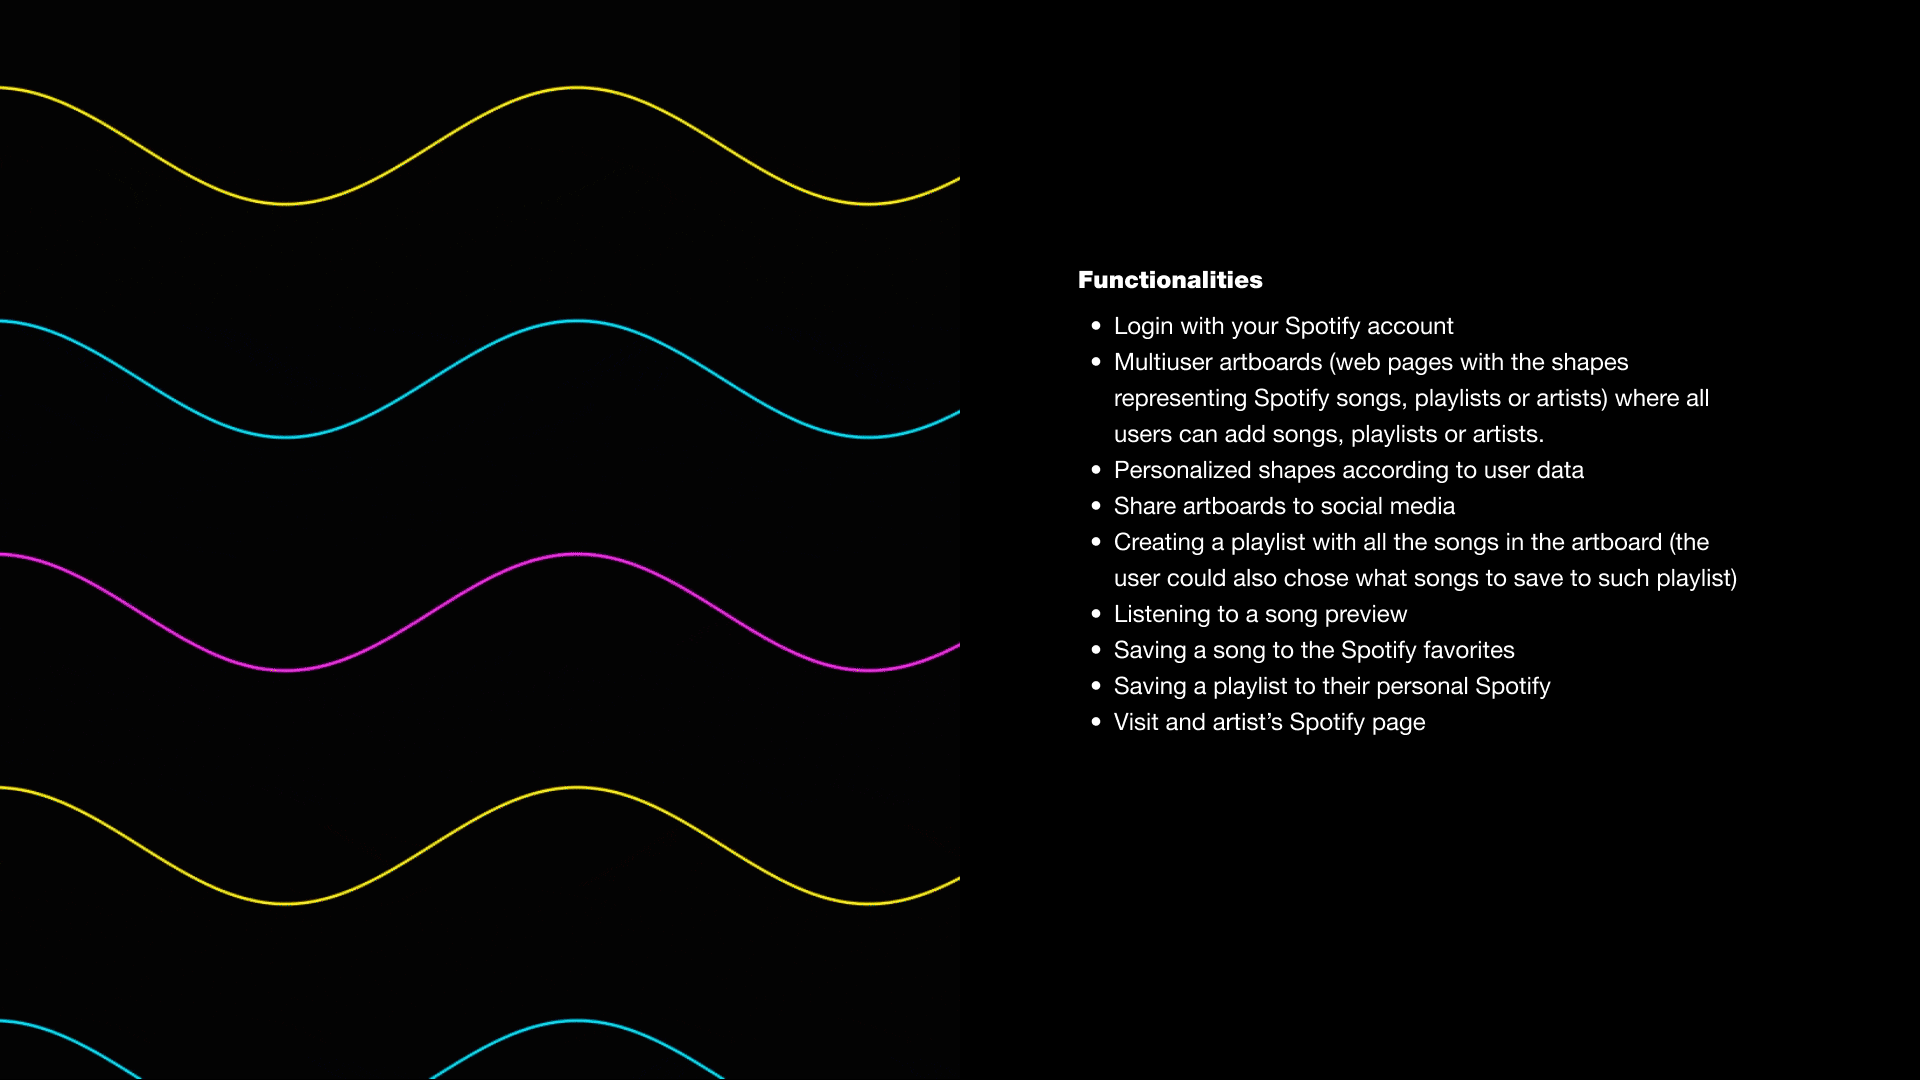 Functionalities
• Login with your Spotify account
• Multiuser artboards (web pages with the shapes
representing Spotify songs, playlists or artists) where all
users can add songs, playlists or artists.
• Personalized shapes according to user data
• Share artboards to social media
• Creating a playlist with all the songs in the artboard (the
user could also chose what songs to save to such playlist)
• Listening to a song preview
• Saving a song to the Spotify favorites
• Saving a playlist to their personal Spotify
• Visit and artist’s Spotify page